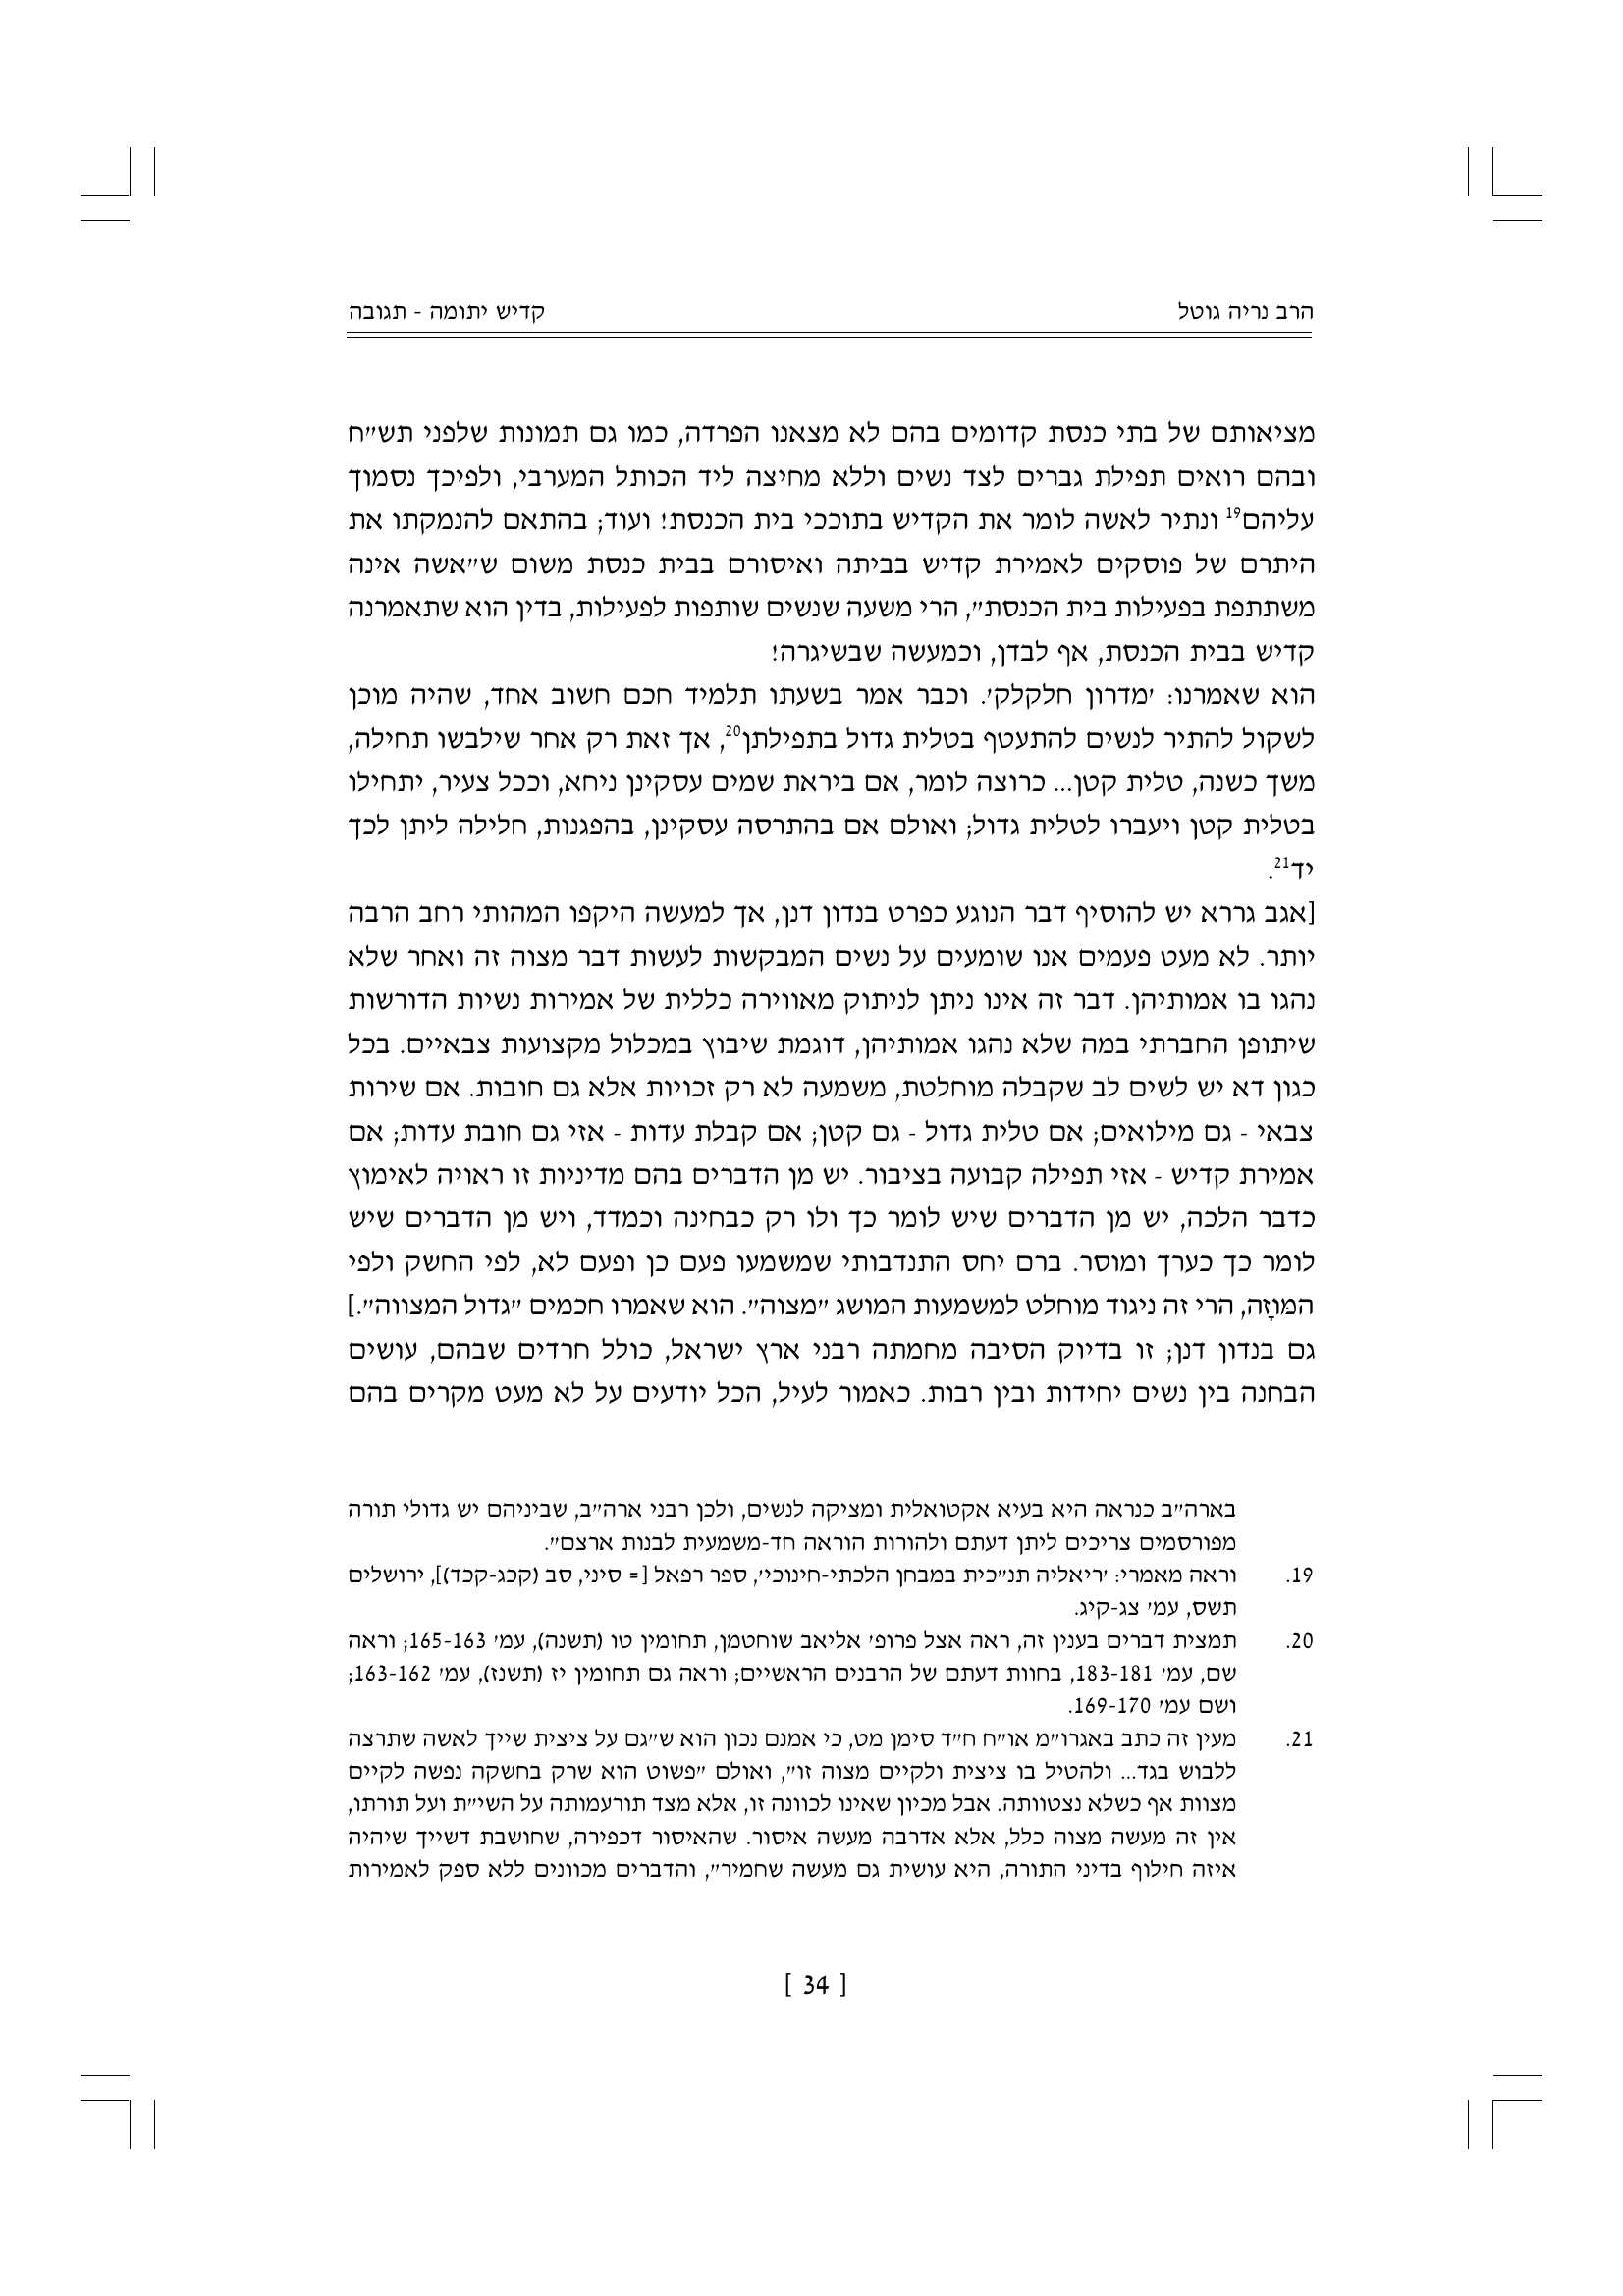 הרב נריה גוטל קדיש יתומה - תגובה
מציאותם של בתי כנסת קדומים בהם לא מצאנו הפרדה, כמו גם תמונות שלפני תש״ח
ובהם רואים תפילת גברים לצד נשים וללא מחיצה ליד הכותל המערבי, ולפיכך נסמוך
עליהם19 ונתיר לאשה לומר את הקדיש בתוככי בית הכנסת! ועוד; בהתאם להנמקתו את
היתרם של פוסקים לאמירת קדיש בביתה ואיסורם בבית כנסת משום ש״אשה אינה
משתתפת בפעילות בית הכנסת״, הרי משעה שנשים שותפות לפעילות, בדין הוא שתאמרנה
קדיש בבית הכנסת, אף לבדן, וכמעשה שבשיגרה!
הוא שאמרנו: ׳מדרון חלקלק׳. וכבר אמר בשעתו תלמיד חכם חשוב אחד, שהיה מוכן
לשקול להתיר לנשים להתעטף בטלית גדול בתפילתן20, אך זאת רק אחר שילבשו תחילה,
משך כשנה, טלית קטן... כרוצה לומר, אם ביראת שמים עסקינן ניחא, וככל צעיר, יתחילו
בטלית קטן ויעברו לטלית גדול; ואולם אם בהתרסה עסקינן, בהפגנות, חלילה ליתן לכך
יד21.
[אגב גררא יש להוסיף דבר הנוגע כפרט בנדון דנן, אך למעשה היקפו המהותי רחב הרבה
יותר. לא מעט פעמים אנו שומעים על נשים המבקשות לעשות דבר מצוה זה ואחר שלא
נהגו בו אמותיהן. דבר זה אינו ניתן לניתוק מאווירה כללית של אמירות נשיות הדורשות
שיתופן החברתי במה שלא נהגו אמותיהן, דוגמת שיבוץ במכלול מקצועות צבאיים. בכל
כגון דא יש לשים לב שקבלה מוחלטת, משמעה לא רק זכויות אלא גם חובות. אם שירות
צבאי - גם מילואים; אם טלית גדול - גם קטן; אם קבלת עדות - אזי גם חובת עדות; אם
אמירת קדיש - אזי תפילה קבועה בציבור. יש מן הדברים בהם מדיניות זו ראויה לאימוץ
כדבר הלכה, יש מן הדברים שיש לומר כך ולו רק כבחינה וכמדד, ויש מן הדברים שיש
לומר כך כערך ומוסר. ברם יחס התנדבותי שמשמעו פעם כן ופעם לא, לפי החשק ולפי
המוּזָה, הרי זה ניגוד מוחלט למשמעות המושג ״מצוה״. הוא שאמרו חכמים ״גדול המצווה״.]
גם בנדון דנן; זו בדיוק הסיבה מחמתה רבני ארץ ישראל, כולל חרדים שבהם, עושים
הבחנה בין נשים יחידות ובין רבות. כאמור לעיל, הכל יודעים על לא מעט מקרים בהם
בארה״ב כנראה היא בעיא אקטואלית ומציקה לנשים, ולכן רבני ארה״ב, שביניהם יש גדולי תורה
מפורסמים צריכים ליתן דעתם ולהורות הוראה חד-משמעית לבנות ארצם״.
19. וראה מאמרי: ׳ריאליה תנ״כית במבחן הלכתי-חינוכי׳, ספר רפאל [= סיני, סב (קכג-קכד)], ירושלים
תשס, עמ׳ צג-קיג.
20. תמצית דברים בענין זה, ראה אצל פרופ׳ אליאב שוחטמן, תחומין טו (תשנה), עמ׳ 165-163; וראה
שם, עמ׳ 183-181, בחוות דעתם של הרבנים הראשיים; וראה גם תחומין יז (תשנז), עמ׳ 163-162;
ושם עמ׳ 169-170.
21. מעין זה כתב באגרו״מ או״ח ח״ד סימן מט, כי אמנם נכון הוא ש״גם על ציצית שייך לאשה שתרצה
ללבוש בגד... ולהטיל בו ציצית ולקיים מצוה זו״, ואולם ״פשוט הוא שרק בחשקה נפשה לקיים
מצוות אף כשלא נצטוותה. אבל מכיון שאינו לכוונה זו, אלא מצד תורעמותה על השי״ת ועל תורתו,
אין זה מעשה מצוה כלל, אלא אדרבה מעשה איסור. שהאיסור דכפירה, שחושבת דשייך שיהיה
איזה חילוף בדיני התורה, היא עושית גם מעשה שחמיר״, והדברים מכוונים ללא ספק לאמירות
[ 34 ]